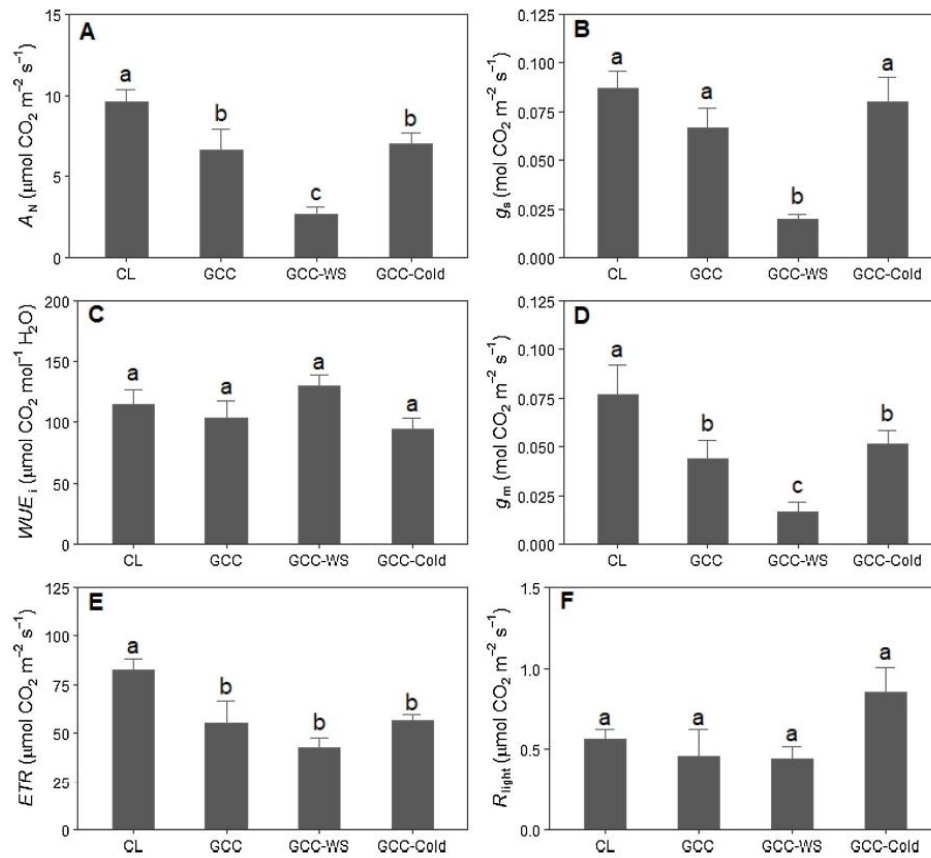 A
A_N (μmol CO₂ m⁻² s⁻¹)
15
10
5
0
a
b
c
b
CL GCC GCC-WS GCC-Cold
B
g_s (mol CO₂ m⁻² s⁻¹)
0.125
0.100
0.075
0.050
0.025
0.000
a
a
b
a
CL GCC GCC-WS GCC-Cold
C
WUE_i (μmol CO₂ mol⁻¹ H₂O)
200
150
100
50
0
a
a
a
a
CL GCC GCC-WS GCC-Cold
D
g_m (mol CO₂ m⁻² s⁻¹)
0.125
0.100
0.075
0.050
0.025
0.000
a
b
c
b
CL GCC GCC-WS GCC-Cold
E
ETR (μmol CO₂ m⁻² s⁻¹)
125
100
75
50
25
0
a
b
b
b
CL GCC GCC-WS GCC-Cold
F
R_light (μmol CO₂ m⁻² s⁻¹)
1.5
1.0
0.5
0.0
a
a
a
a
CL GCC GCC-WS GCC-Cold